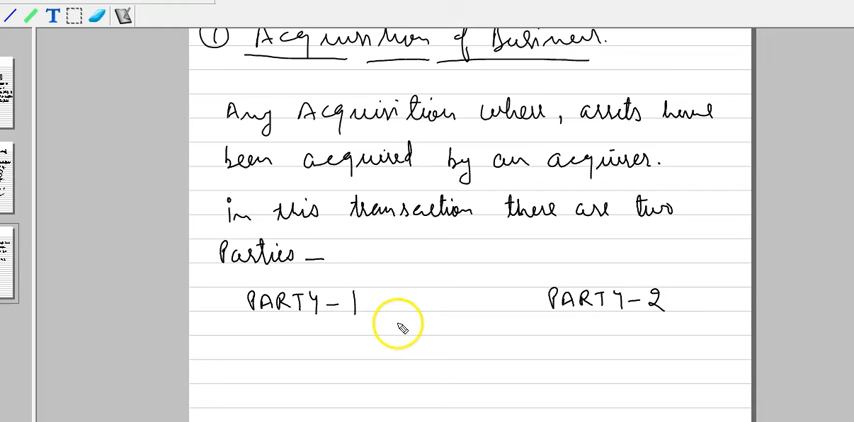 ① Acquisition of Business.
Any Acquisition where, assets have
been acquired by an acquirer.
in this transaction there are two
Parties –
PARTY – 1 PARTY – 2